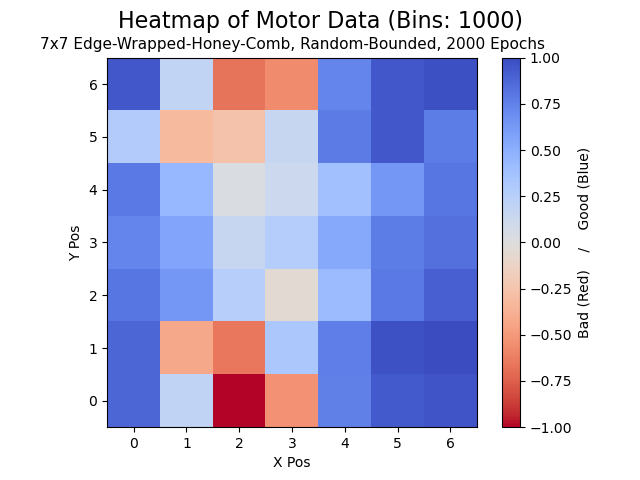 Heatmap of Motor Data (Bins: 1000)
7x7 Edge-Wrapped-Honey-Comb, Random-Bounded, 2000 Epochs
6
5
4
3
2
1
0
Y Pos
0 1 2 3 4 5 6
X Pos
1.00
0.75
0.50
0.25
0.00
−0.25
−0.50
−0.75
−1.00
Bad (Red) / Good (Blue)